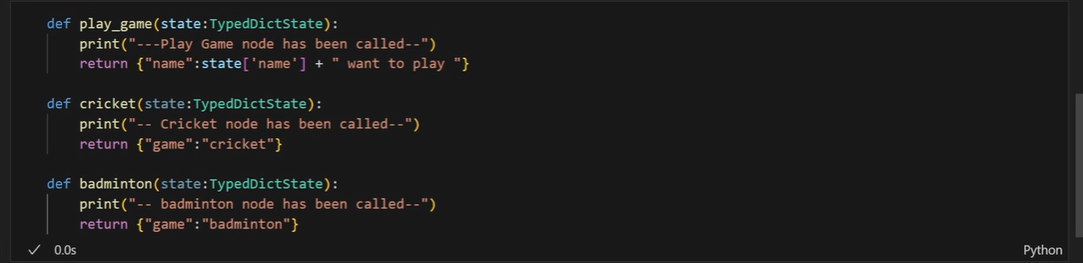 def play_game(state:TypedDictState):
    print("---Play Game node has been called--")
    return {"name":state['name'] + " want to play "}
def cricket(state:TypedDictState):
    print("-- Cricket node has been called--")
    return {"game":"cricket"}
def badminton(state:TypedDictState):
    print("-- badminton node has been called--")
    return {"game":"badminton"}
0.0s
Python